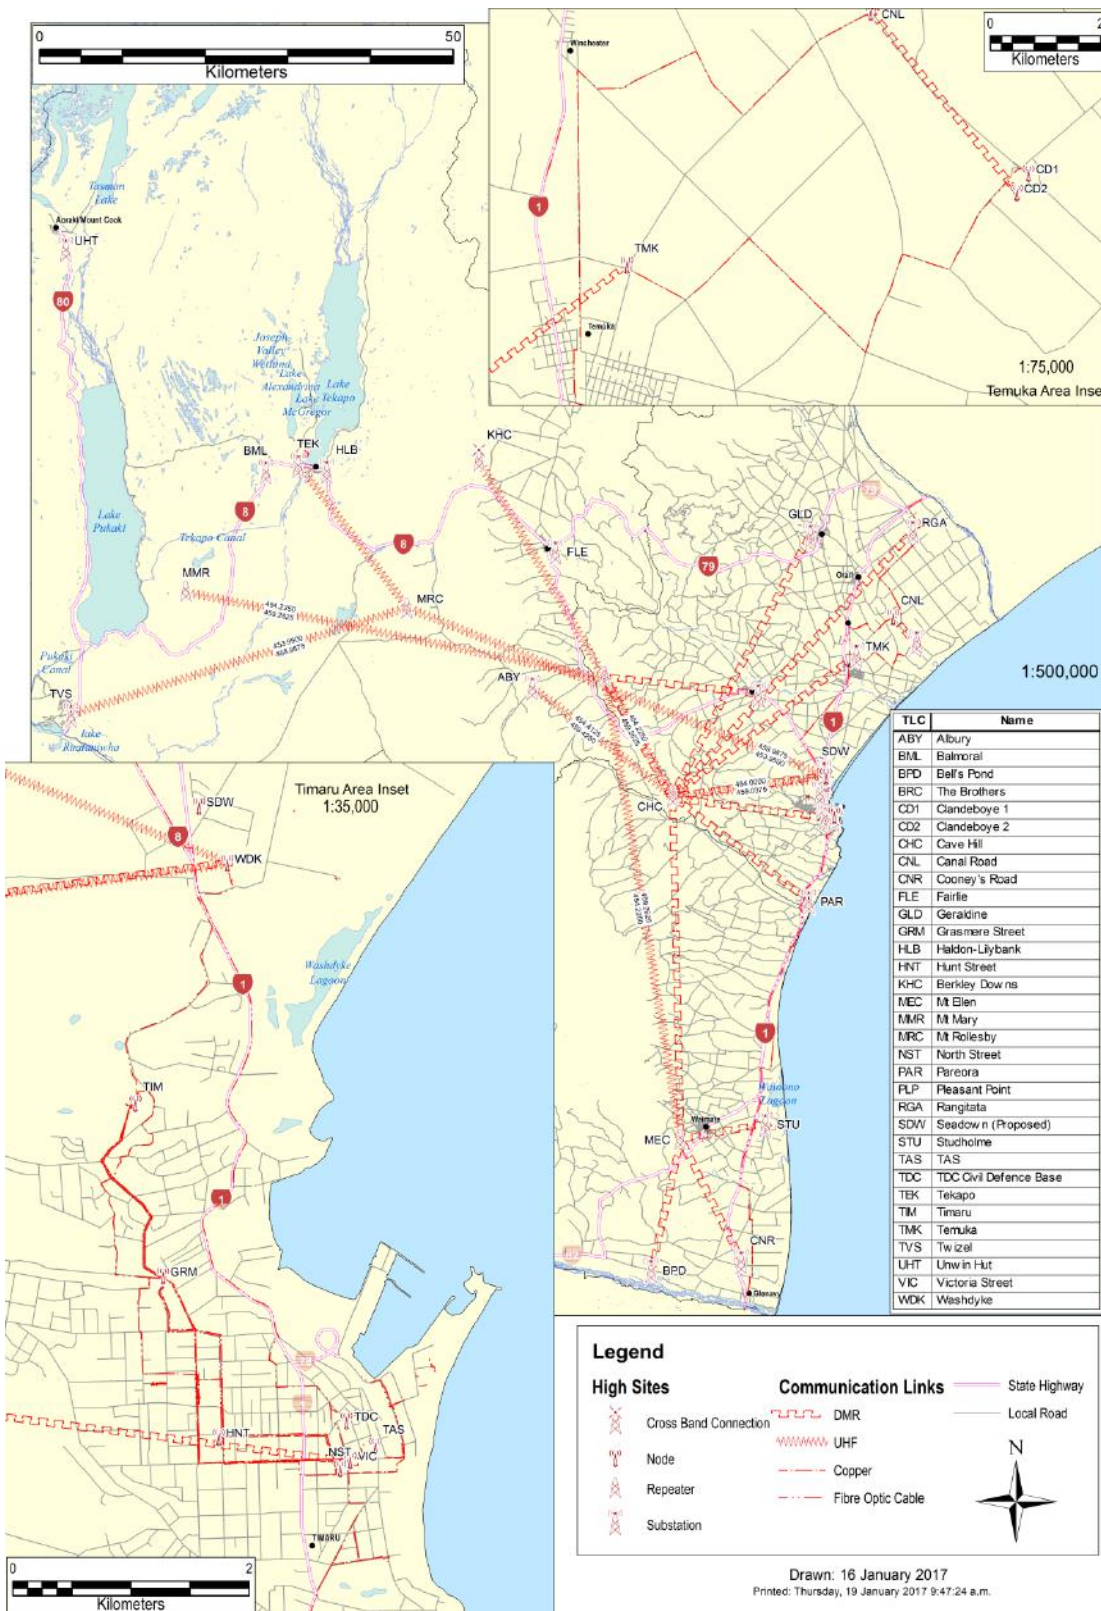 0 50
Kilometers
CNL
0 2
Kilometers
Winchester
CD1
CD2
1
TMK
Temuka
1:75,000
Temuka Area Inse
Tasman
Lake
Aoraki/Mount Cook
UHT
80
Joseph
Valley
Wetland
Lake
Alexandrina
Lake
McGregor
Lake
Tekapo
KHC
BML
TEK
HLB
Lake
Pukaki
8
Tekapo Canal
8
FLE
GLD
RGA
79
Orari
MMR
MRC
CNL
454.2250
459.2625
TMK
Pukaki
Canal
TVS
ABY
1:500,000
1
SDW
CHC
PAR
1
Waimate
STU
MEC
CNR
BPD
Glenavy
TLC Name
ABY Albury
BML Balmoral
BPD Bell's Pond
BRC The Brothers
CD1 Clandeboye 1
CD2 Clandeboye 2
CHC Cave Hill
CNL Canal Road
CNR Cooney's Road
FLE Fairlie
GLD Geraldine
GRM Grasmere Street
HLB Haldon-Lilybank
HNT Hunt Street
KHC Berkley Downs
MEC Mt Ellen
MMR Mt Mary
MRC Mt Rollesby
NST North Street
PAR Pareora
PLP Pleasant Point
RGA Rangitata
SDW Seadown (Proposed)
STU Studholme
TAS TAS
TDC TDC Civil Defence Base
TEK Tekapo
TIM Timaru
TMK Temuka
TVS Twizel
UHT Unwin Hut
VIC Victoria Street
WDK Washdyke
Timaru Area Inset
1:35,000
SDW
8
WDK
Washdyke
Lagoon
1
TIM
1
GRM
TDC
TAS
HNT
NST
VIC
TIMARU
0 2
Kilometers
Legend
High Sites
Cross Band Connection
Node
Repeater
Substation
Communication Links
DMR
UHF
Copper
Fibre Optic Cable
State Highway
Local Road
N
Drawn: 16 January 2017
Printed: Thursday, 19 January 2017 9:47:24 a.m.